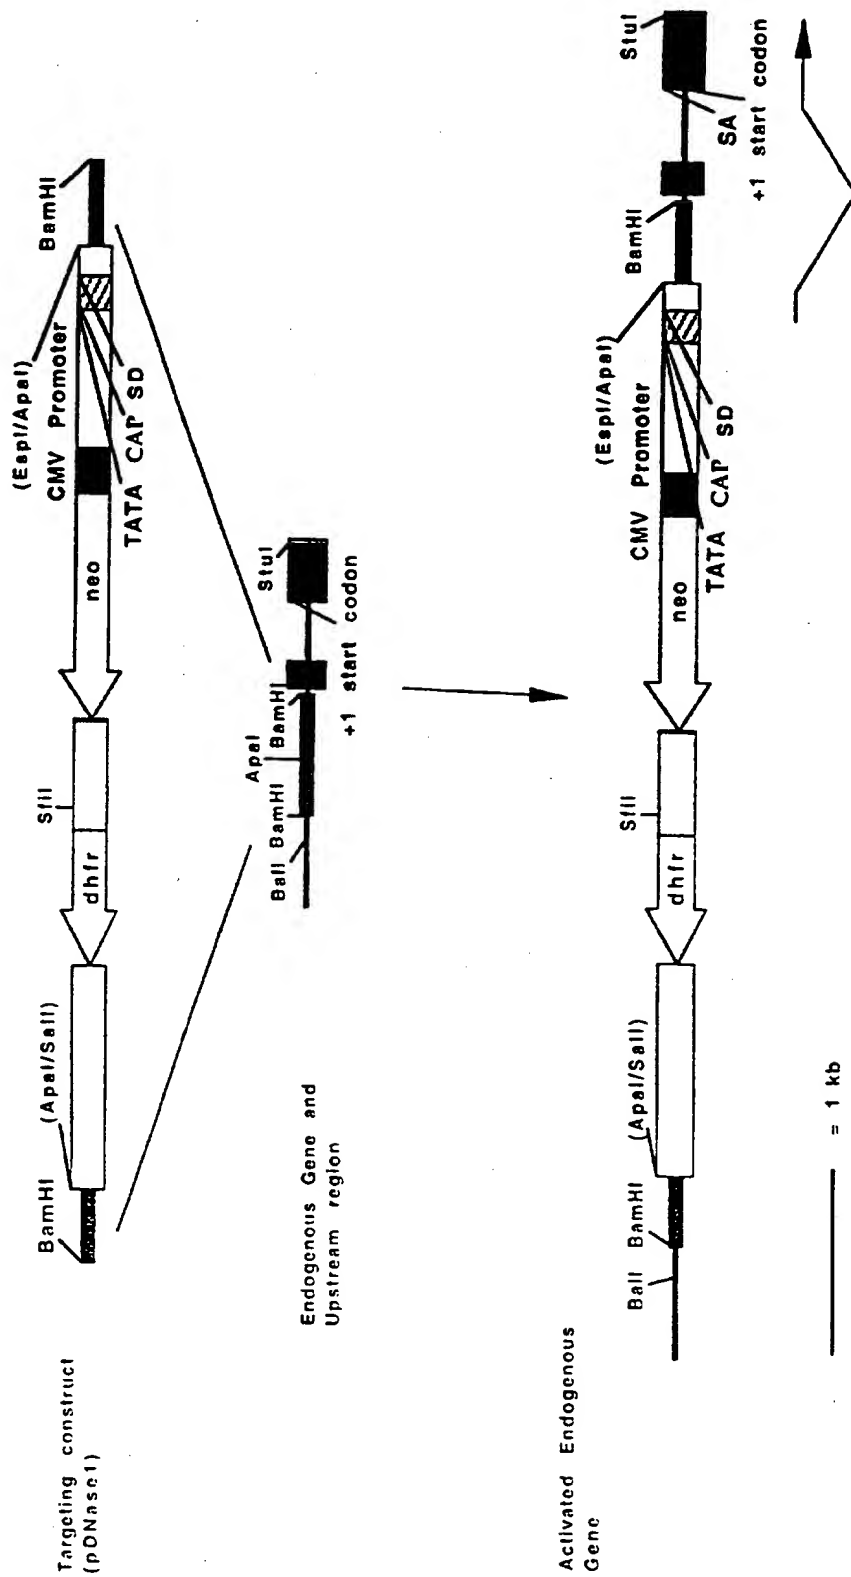 Targeting construct
(pDNase1)
BamHI
(ApaI/SalI)
dhfr
SfiI
neo
TATA
CAP
SD
CMV Promoter
(EspI/ApaI)
BamHI
Endogenous Gene and
Upstream region
BalI
BamHI
ApaI
BamHI
+1 start codon
StuI
Activated Endogenous
Gene
BalI
BamHI
(ApaI/SalI)
dhfr
SfiI
neo
TATA
CAP
SD
CMV Promoter
(EspI/ApaI)
BamHI
SA
+1 start codon
StuI
= 1 kb